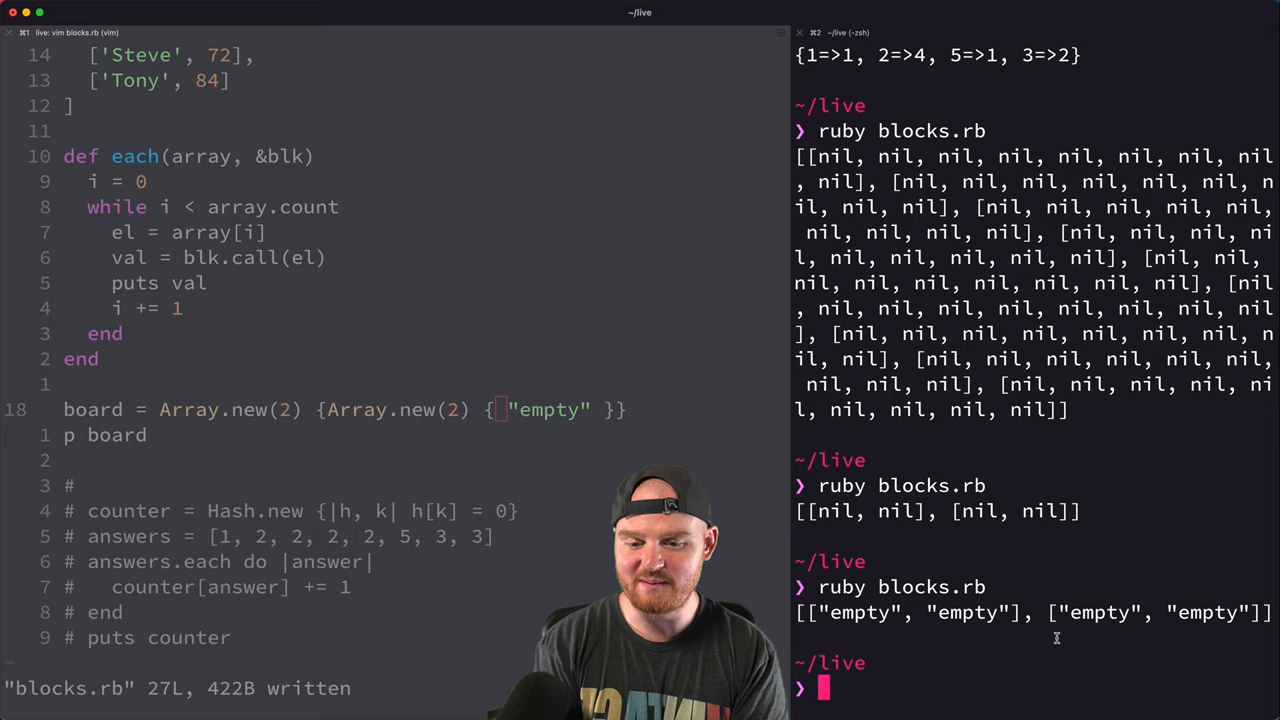 ~/live
⌘1 live: vim blocks.rb (vim)
14 ['Steve', 72],
13 ['Tony', 84]
12 ]
11
10 def each(array, &blk)
9 i = 0
8 while i < array.count
7 el = array[i]
6 val = blk.call(el)
5 puts val
4 i += 1
3 end
2 end
1
18 board = Array.new(2) {Array.new(2) { "empty" }}
1 p board
2
3 #
4 # counter = Hash.new {|h, k| h[k] = 0}
5 # answers = [1, 2, 2, 2, 2, 5, 3, 3]
6 # answers.each do |answer|
7 # counter[answer] += 1
8 # end
9 # puts counter
~
"blocks.rb" 27L, 422B written
⌘2 ~/live (-zsh)
{1=>1, 2=>4, 5=>1, 3=>2}
~/live
❯ ruby blocks.rb
[[nil, nil, nil, nil, nil, nil, nil, nil
, nil], [nil, nil, nil, nil, nil, nil, n
il, nil, nil], [nil, nil, nil, nil, nil,
 nil, nil, nil, nil], [nil, nil, nil, ni
l, nil, nil, nil, nil, nil], [nil, nil,
nil, nil, nil, nil, nil, nil, nil], [nil
, nil, nil, nil, nil, nil, nil, nil, nil
], [nil, nil, nil, nil, nil, nil, nil, n
il, nil], [nil, nil, nil, nil, nil, nil,
 nil, nil, nil], [nil, nil, nil, nil, ni
l, nil, nil, nil, nil]]
~/live
❯ ruby blocks.rb
[[nil, nil], [nil, nil]]
~/live
❯ ruby blocks.rb
[["empty", "empty"], ["empty", "empty"]]
~/live
❯